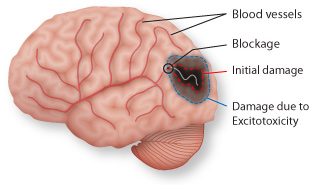 Blood vessels
Blockage
Initial damage
Damage due to
Excitotoxicity